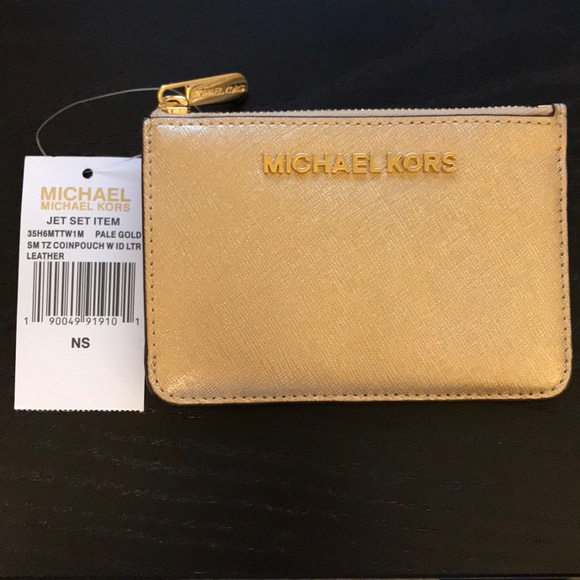 MICHAEL KORS
MICHAEL
MICHAEL KORS
JET SET ITEM
35H6MTTW1M PALE GOLD
SM TZ COINPOUCH W ID LTR
LEATHER
1 90049 91910 1
NS